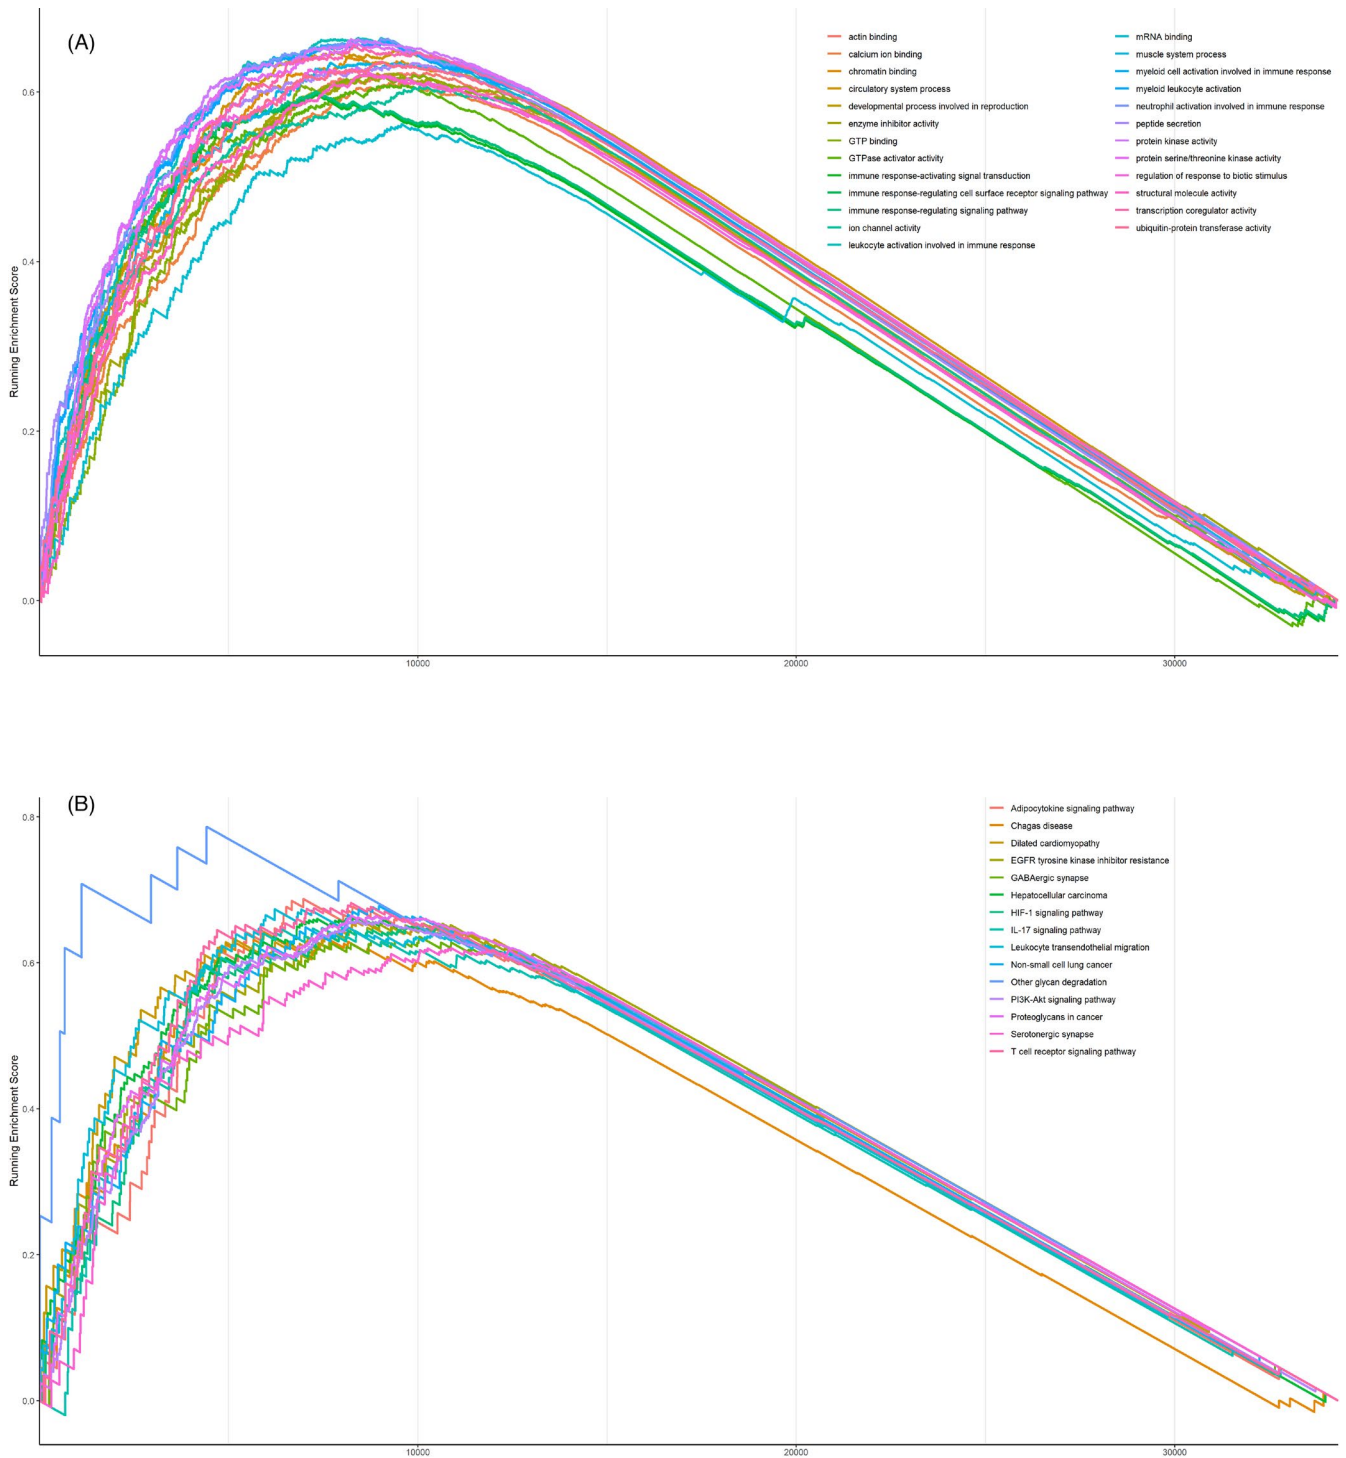 (A)
actin binding
calcium ion binding
chromatin binding
circulatory system process
developmental process involved in reproduction
enzyme inhibitor activity
GTP binding
GTPase activator activity
immune response-activating signal transduction
immune response-regulating cell surface receptor signaling pathway
immune response-regulating signaling pathway
ion channel activity
leukocyte activation involved in immune response
mRNA binding
muscle system process
myeloid cell activation involved in immune response
myeloid leukocyte activation
neutrophil activation involved in immune response
peptide secretion
protein kinase activity
protein serine/threonine kinase activity
regulation of response to biotic stimulus
structural molecule activity
transcription coregulator activity
ubiquitin-protein transferase activity
Running Enrichment Score
0.6
0.4
0.2
0.0
10000
20000
30000
(B)
Adipocytokine signaling pathway
Chagas disease
Dilated cardiomyopathy
EGFR tyrosine kinase inhibitor resistance
GABAergic synapse
Hepatocellular carcinoma
HIF-1 signaling pathway
IL-17 signaling pathway
Leukocyte transendothelial migration
Non-small cell lung cancer
Other glycan degradation
PI3K-Akt signaling pathway
Proteoglycans in cancer
Serotonergic synapse
T cell receptor signaling pathway
Running Enrichment Score
0.8
0.6
0.4
0.2
0.0
10000
20000
30000